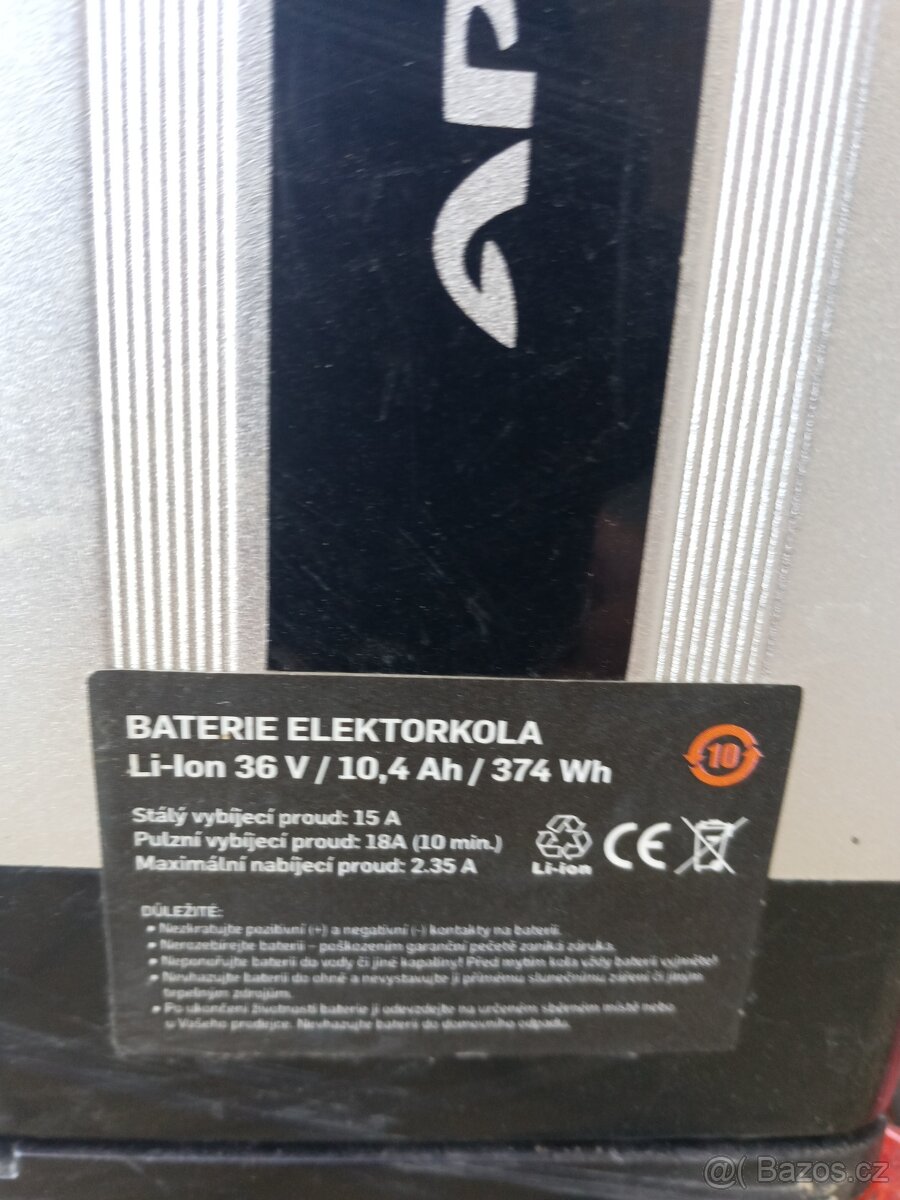 AP
BATERIE ELEKTORKOLA
Li-Ion 36 V / 10,4 Ah / 374 Wh
10
Stálý vybíjecí proud: 15 A
Pulzní vybíjecí proud: 18A (10 min.)
Maximální nabíjecí proud: 2.35 A
Li-ion
CE
DŮLEŽITÉ:
• Nezkratujte pozitivní (+) a negativní (-) kontakty na baterii.
• Nerozebírejte baterii – poškozením garanční pečetě zaniká záruka.
• Neponořujte baterii do vody či jiné kapaliny! Před mytím kola vždy baterii vyjměte!
• Nevhazujte baterii do ohně a nevystavujte ji přímému slunečnímu záření či jiným
tepelným zdrojům.
• Po ukončení životnosti baterie ji odevzdejte na určeném sběrném místě nebo
u Vašeho prodejce. Nevhazujte baterii do domovního odpadu.
@( Bazos.cz